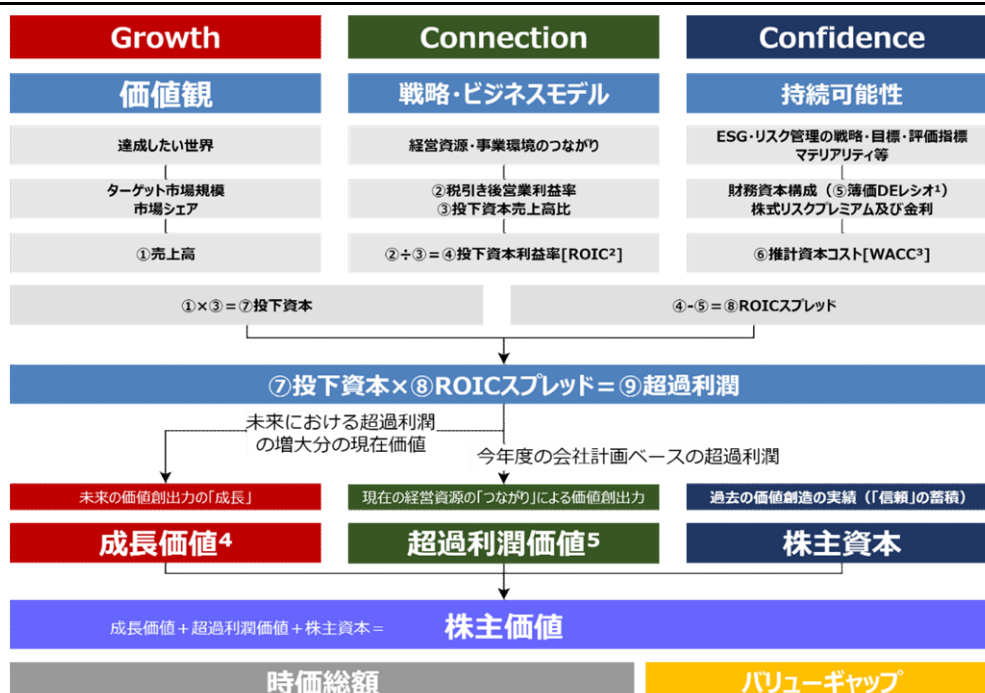 Growth
Connection
Confidence
価値観
戦略・ビジネスモデル
持続可能性
達成したい世界
経営資源・事業環境のつながり
ESG・リスク管理の戦略・目標・評価指標
マテリアリティ等
ターゲット市場規模
市場シェア
②税引き後営業利益率
③投下資本売上高比
財務資本構成（⑤簿価DEレシオ¹）
株式リスクプレミアム及び金利
①売上高
②÷③＝④投下資本利益率[ROIC²]
⑥推計資本コスト[WACC³]
①×③＝⑦投下資本
④-⑤＝⑧ROICスプレッド
⑦投下資本×⑧ROICスプレッド＝⑨超過利潤
未来における超過利潤
の増大分の現在価値
今年度の会社計画ベースの超過利潤
未来の価値創出力の「成長」
現在の経営資源の「つながり」による価値創出力
過去の価値創造の実績（「信頼」の蓄積）
成長価値⁴
超過利潤価値⁵
株主資本
成長価値＋超過利潤価値＋株主資本＝
株主価値
時価総額
バリューギャップ